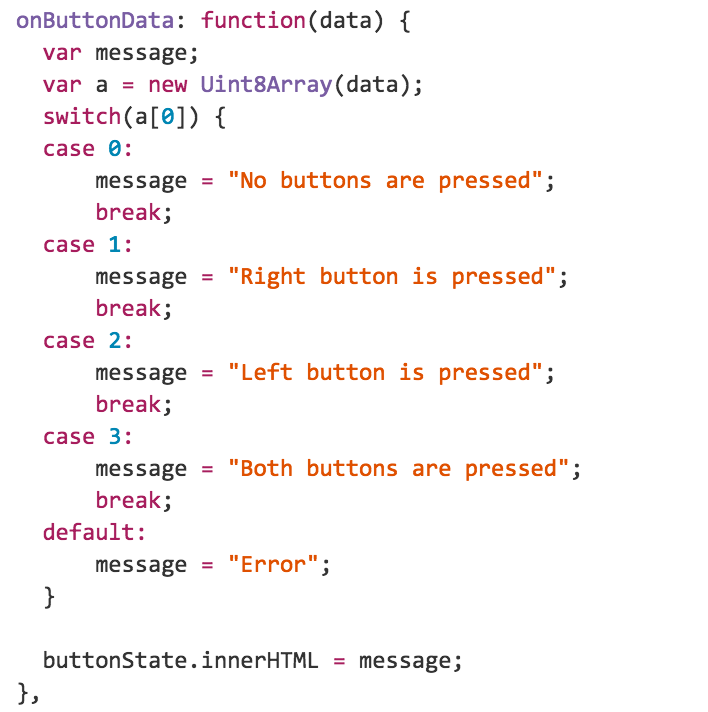 onButtonData: function(data) {
  var message;
  var a = new Uint8Array(data);
  switch(a[0]) {
  case 0:
      message = "No buttons are pressed";
      break;
  case 1:
      message = "Right button is pressed";
      break;
  case 2:
      message = "Left button is pressed";
      break;
  case 3:
      message = "Both buttons are pressed";
      break;
  default:
      message = "Error";
  }

  buttonState.innerHTML = message;
},